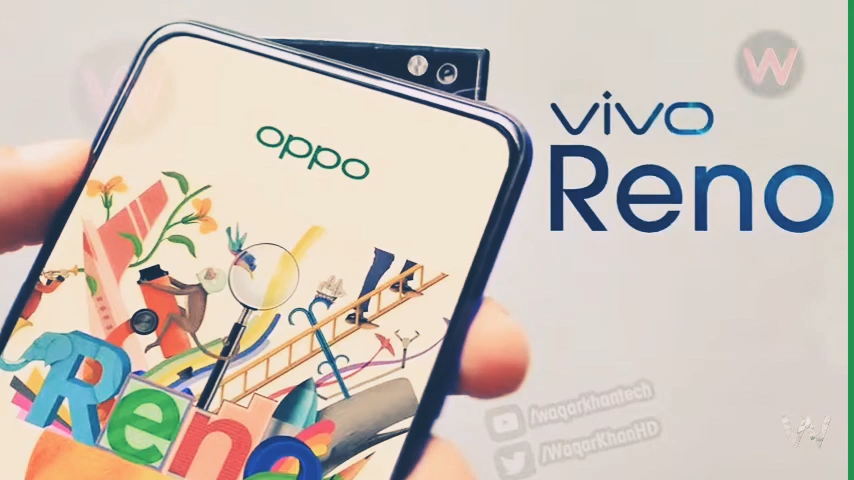 W
oppo
vivo
Reno
Reno
/waqarkhantech
/WaqarKhanHD
W